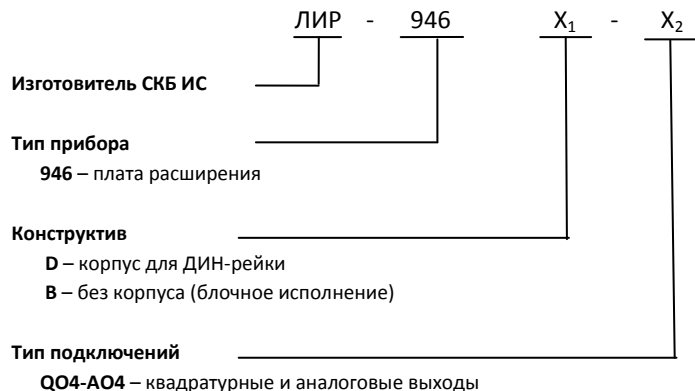 ЛИР - 946 X₁ - X₂
Изготовитель СКБ ИС
Тип прибора
946 – плата расширения
Конструктив
D – корпус для ДИН-рейки
B – без корпуса (блочное исполнение)
Тип подключений
QO4-AO4 – квадратурные и аналоговые выходы